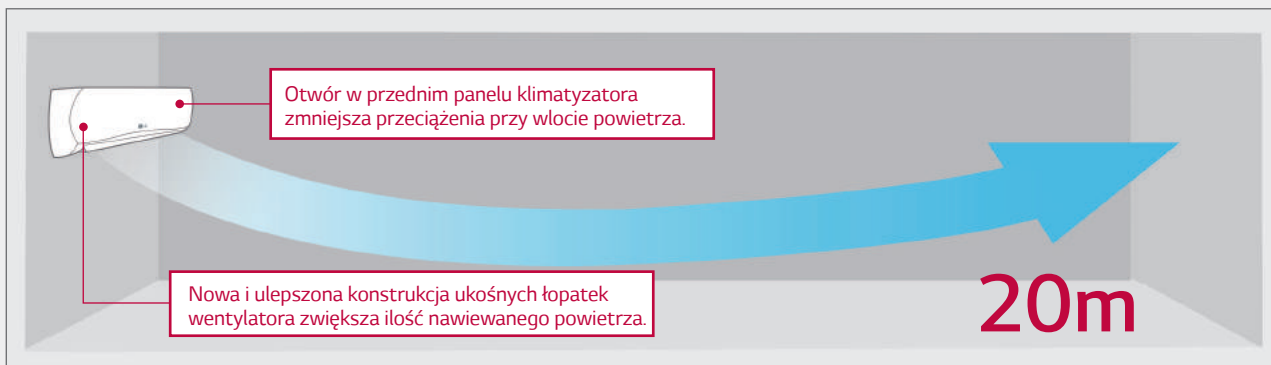 Otwór w przednim panelu klimatyzatora
zmniejsza przeciążenia przy wlocie powietrza.
Nowa i ulepszona konstrukcja ukośnych łopatek
wentylatora zwiększa ilość nawiewanego powietrza.
20m